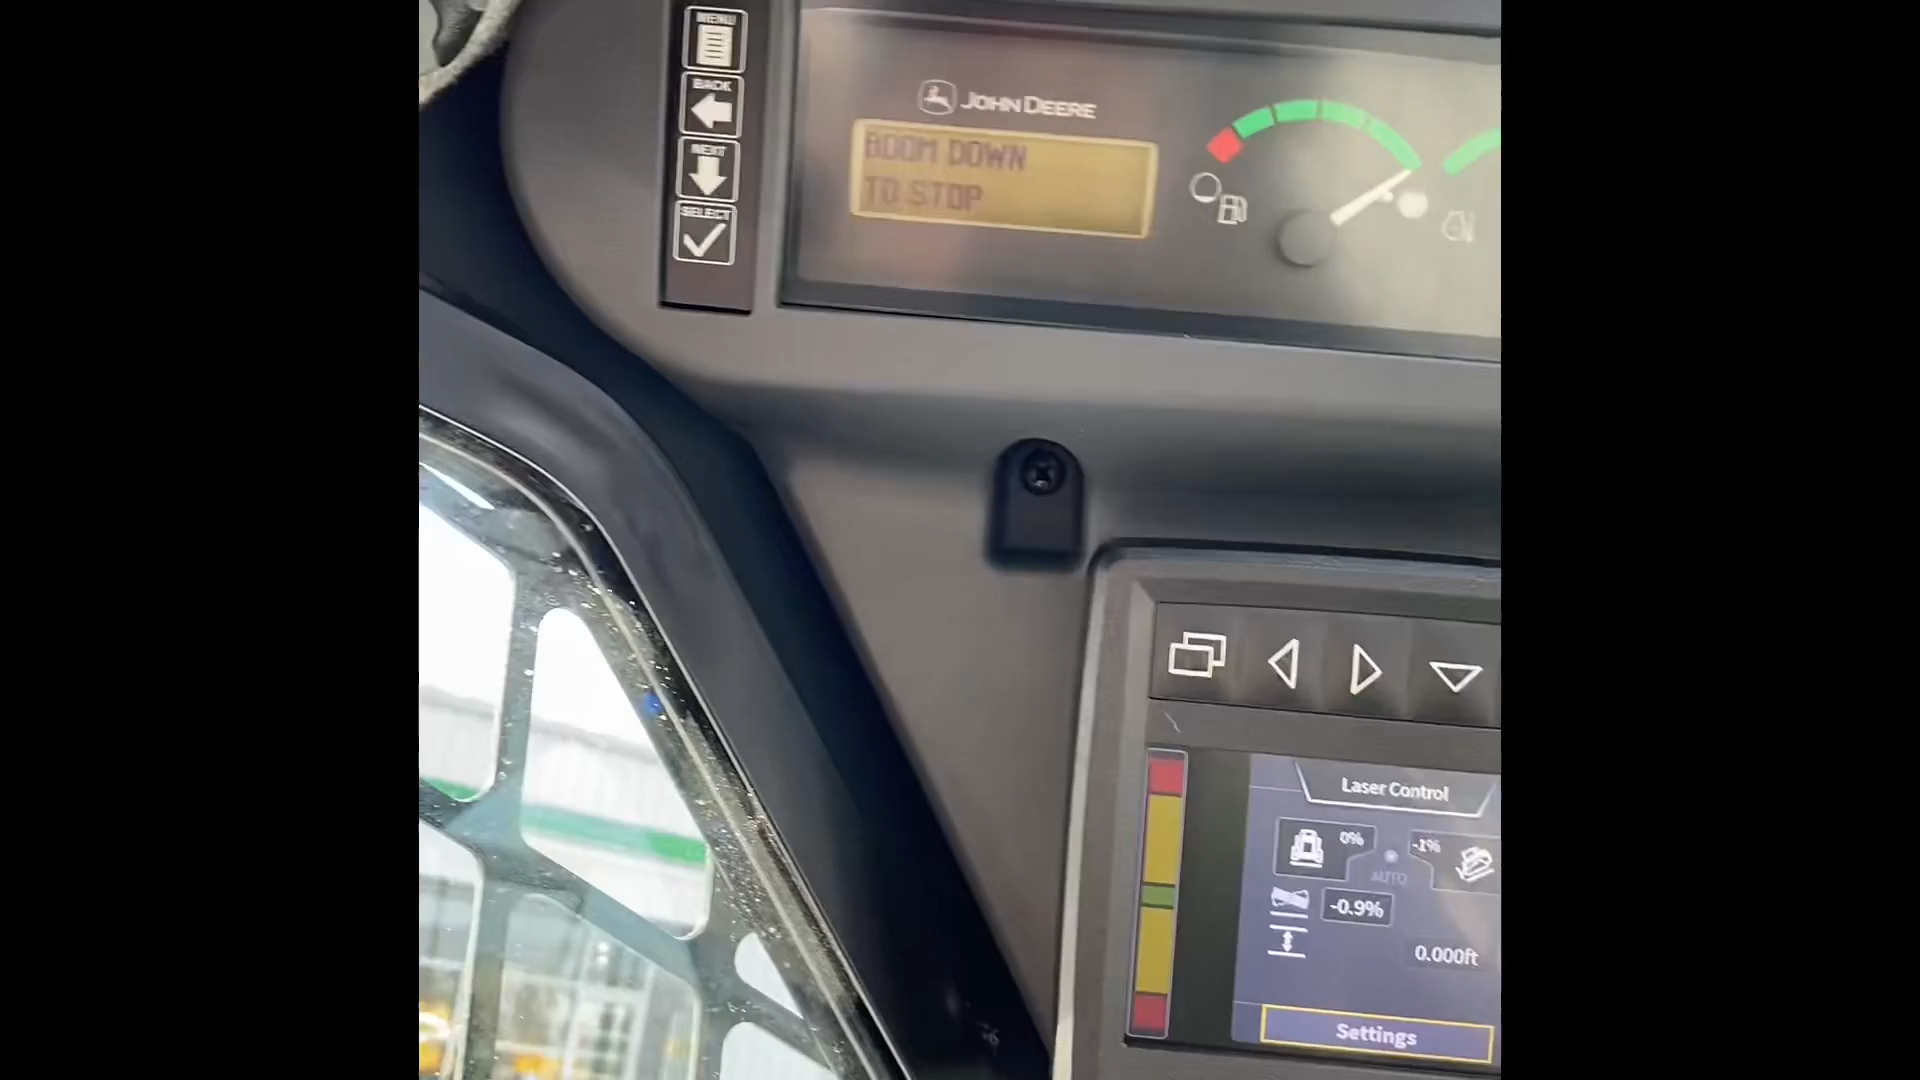 MENU
BACK
NEXT
SELECT
JOHN DEERE
BOOM DOWN
TO STOP
Laser Control
0%
-1%
AUTO
-0.9%
0.000ft
Settings